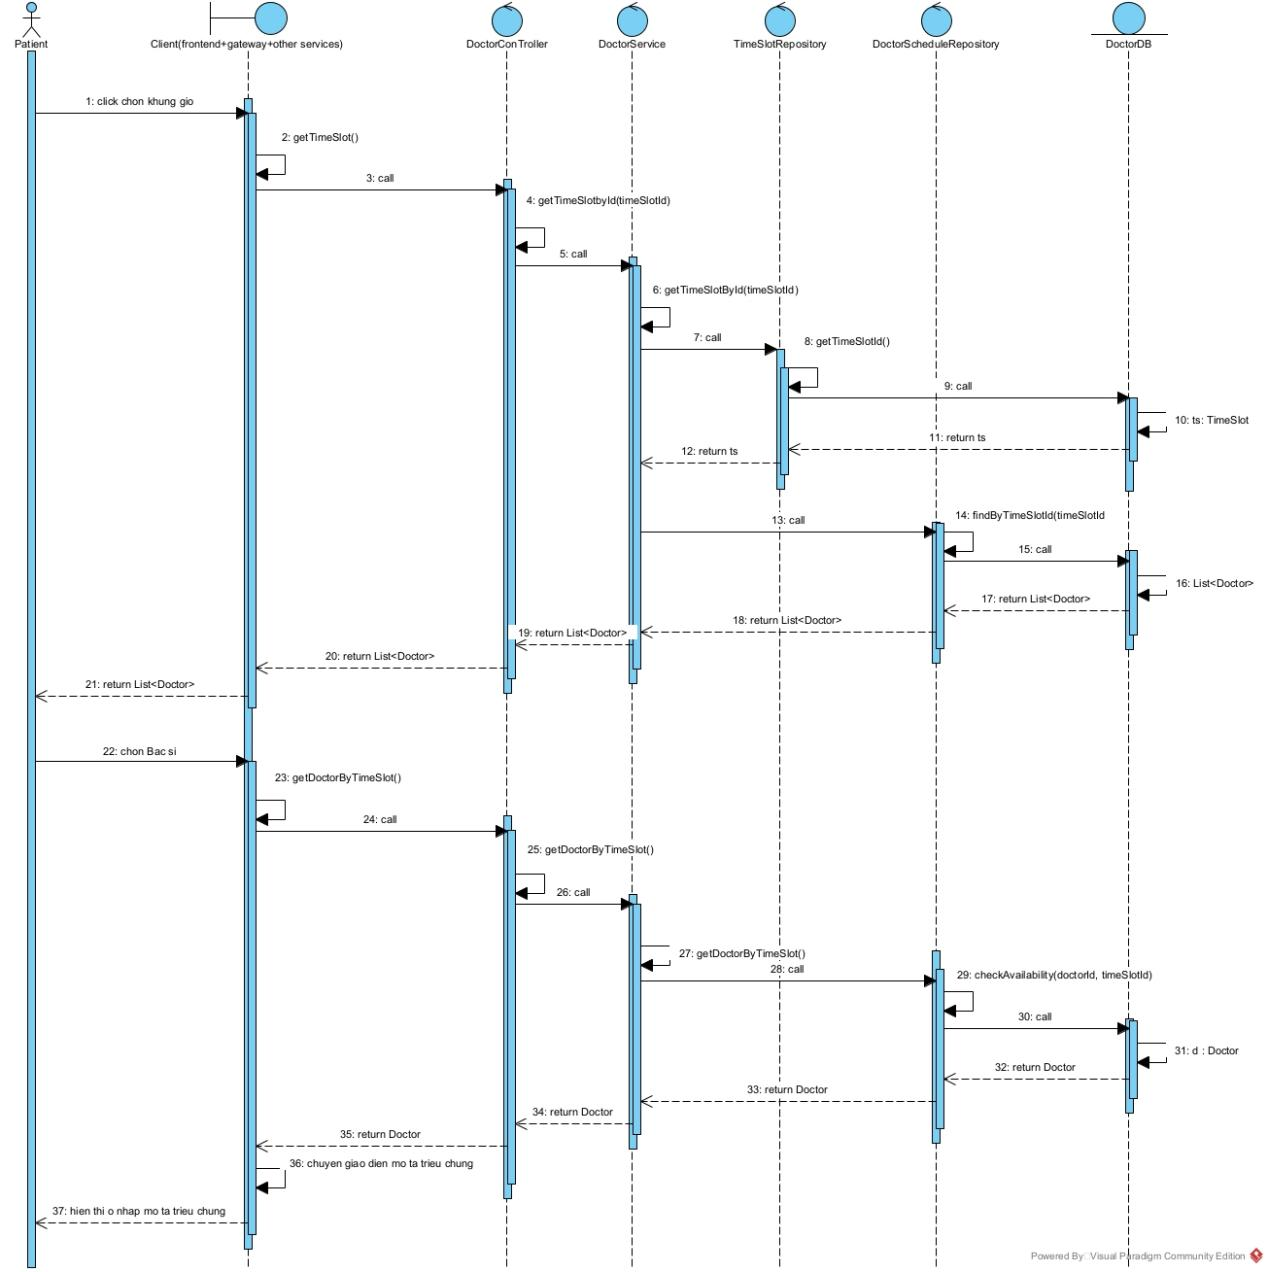 Patient
Client(frontend+gateway+other services)
DoctorConTroller
DoctorService
TimeSlotRepository
DoctorScheduleRepository
DoctorDB
1: click chon khung gio
2: getTimeSlot()
3: call
4: getTimeSlotbyId(timeSlotId)
5: call
6: getTimeSlotById(timeSlotId)
7: call
8: getTimeSlotId()
9: call
10: ts: TimeSlot
11: return ts
12: return ts
13: call
14: findByTimeSlotId(timeSlotId
15: call
16: List<Doctor>
17: return List<Doctor>
18: return List<Doctor>
19: return List<Doctor>
20: return List<Doctor>
21: return List<Doctor>
22: chon Bac si
23: getDoctorByTimeSlot()
24: call
25: getDoctorByTimeSlot()
26: call
27: getDoctorByTimeSlot()
28: call
29: checkAvailability(doctorId, timeSlotId)
30: call
31: d : Doctor
32: return Doctor
33: return Doctor
34: return Doctor
35: return Doctor
36: chuyen giao dien mo ta trieu chung
37: hien thi o nhap mo ta trieu chung
Powered By Visual Paradigm Community Edition